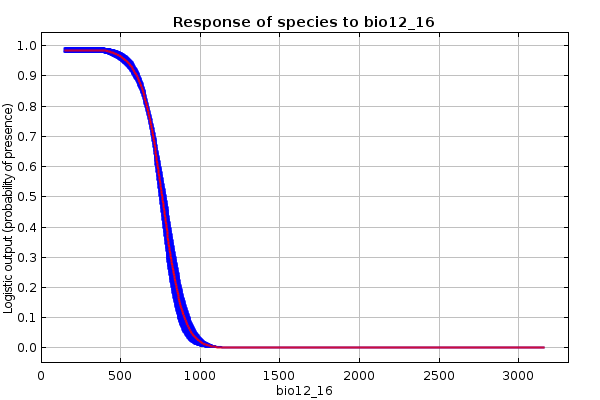 Response of species to bio12_16
Logistic output (probability of presence)
1.0
0.9
0.8
0.7
0.6
0.5
0.4
0.3
0.2
0.1
0.0
0 500 1000 1500 2000 2500 3000
bio12_16